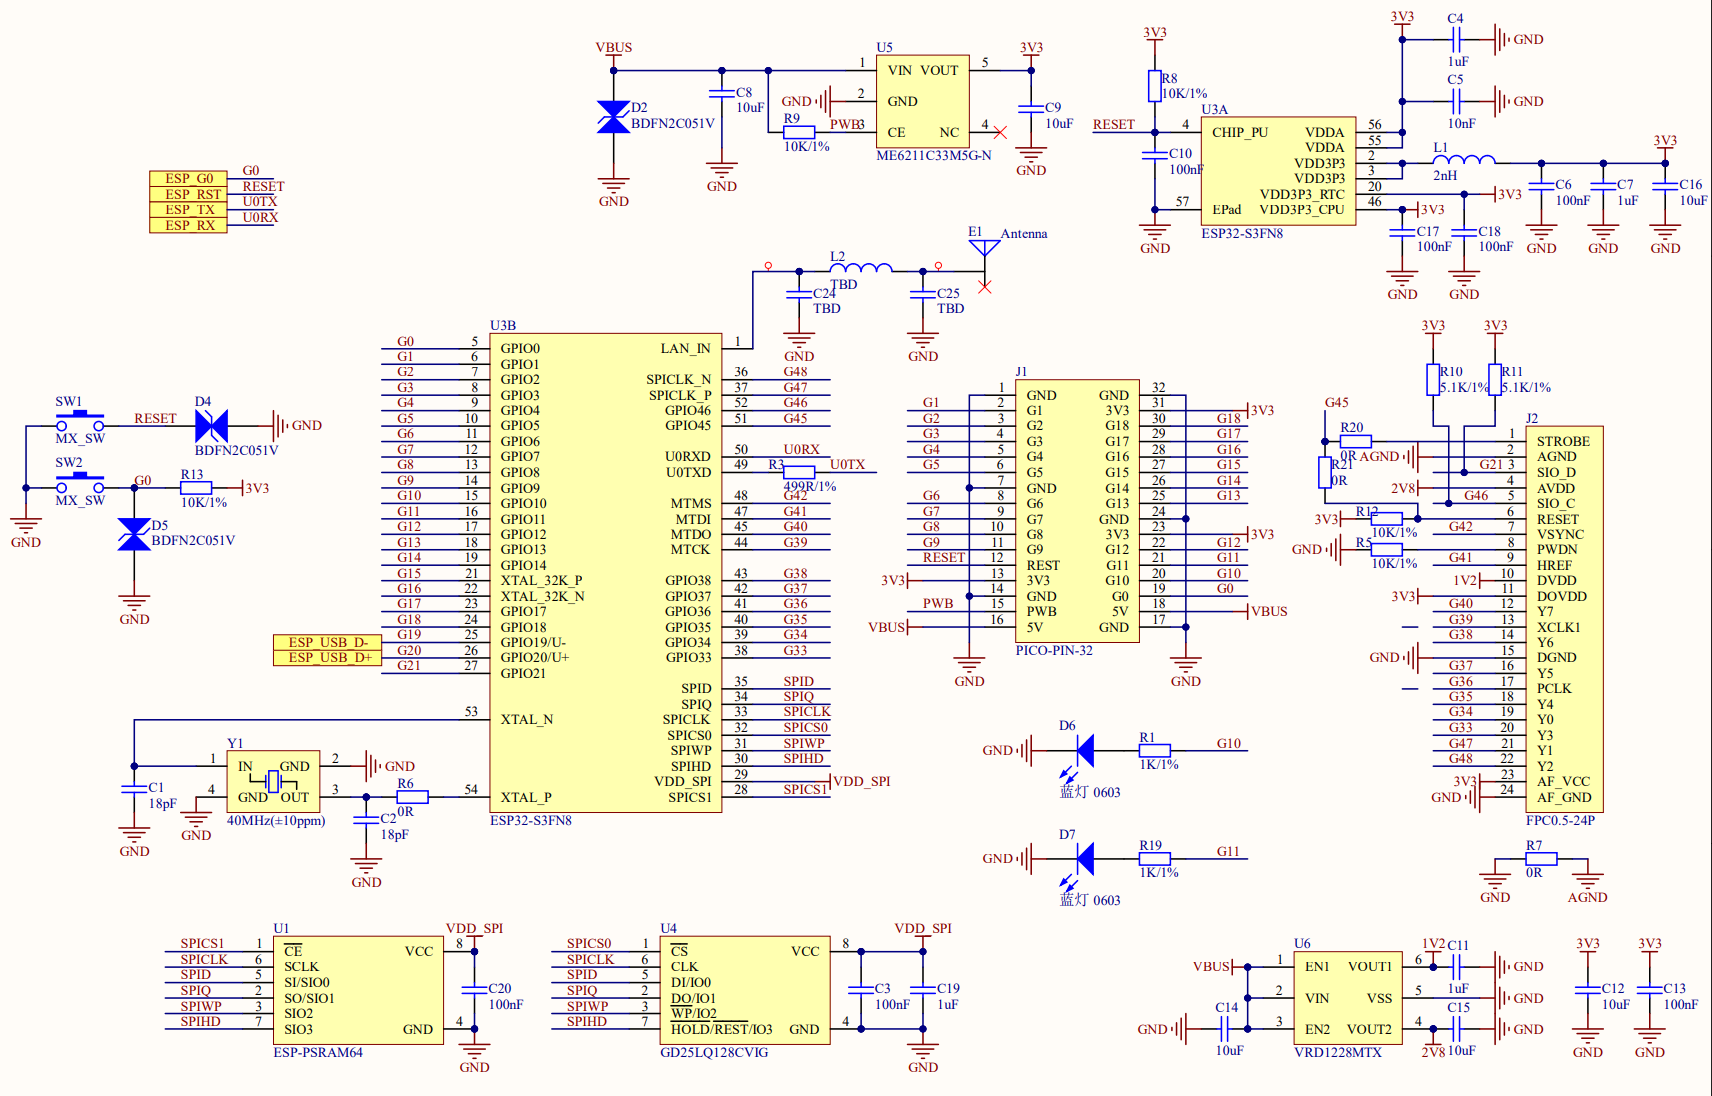 VBUS
D2
BDFN2C051V
GND
C8
10uF
GND
R9
10K/1%
PWB
GND
U5
1 VIN VOUT 5
2 GND
3 CE NC 4
ME6211C33M5G-N
3V3
C9
10uF
GND
3V3
R8
10K/1%
RESET
C10
100nF
GND
U3A
4 CHIP_PU VDDA 56
VDDA 55
VDD3P3 2
VDD3P3 3
VDD3P3_RTC 20
57 EPad VDD3P3_CPU 46
ESP32-S3FN8
3V3
C4
1uF
GND
C5
10nF
GND
L1
2nH
3V3
C6
100nF
GND
C7
1uF
GND
C16
10uF
GND
3V3
3V3
C17
100nF
GND
C18
100nF
GND
ESP_G0 G0
ESP_RST RESET
ESP_TX U0TX
ESP_RX U0RX
L2
TBD
C24
TBD
GND
C25
TBD
GND
E1
Antenna
SW1
MX_SW
RESET
D4
BDFN2C051V
GND
SW2
MX_SW
G0
R13
10K/1%
3V3
GND
D5
BDFN2C051V
GND
U3B
G0 5 GPIO0 LAN_IN 1
G1 6 GPIO1
G2 7 GPIO2 SPICLK_N 36 G48
G3 8 GPIO3 SPICLK_P 37 G47
G4 9 GPIO4 GPIO46 52 G46
G5 10 GPIO5 GPIO45 51 G45
G6 11 GPIO6
G7 12 GPIO7 U0RXD 50 U0RX
G8 13 GPIO8 U0TXD 49 R3 U0TX
499R/1%
G9 14 GPIO9
G10 15 GPIO10 MTMS 48 G42
G11 16 GPIO11 MTDI 47 G41
G12 17 GPIO12 MTDO 45 G40
G13 18 GPIO13 MTCK 44 G39
G14 19 GPIO14
G15 21 XTAL_32K_P GPIO38 43 G38
G16 22 XTAL_32K_N GPIO37 42 G37
G17 23 GPIO17 GPIO36 41 G36
G18 24 GPIO18 GPIO35 40 G35
ESP_USB_D- G19 25 GPIO19/U- GPIO34 39 G34
ESP_USB_D+ G20 26 GPIO20/U+ GPIO33 38 G33
G21 27 GPIO21
SPID 35 SPID
SPIQ 34 SPIQ
53 XTAL_N SPICLK 33 SPICLK
SPICS0 32 SPICS0
SPIWP 31 SPIWP
SPIHD 30 SPIHD
VDD_SPI 29 VDD_SPI
54 XTAL_P SPICS1 28 SPICS1
ESP32-S3FN8
Y1
1 IN GND 2 GND
4 GND OUT 3
40MHz(±10ppm)
GND
C1
18pF
GND
R6
0R
C2
18pF
GND
J1
1 GND GND 32
G1 2 G1 3V3 31 3V3
G2 3 G2 G18 30 G18
G3 4 G3 G17 29 G17
G4 5 G4 G16 28 G16
G5 6 G5 G15 27 G15
7 GND G14 26 G14
G6 8 G6 G13 25 G13
G7 9 G7 GND 24
G8 10 G8 3V3 23 3V3
G9 11 G9 G12 22 G12
RESET 12 REST G11 21 G11
3V3 13 3V3 G10 20 G10
14 GND G0 19 G0
PWB 15 PWB 5V 18 VBUS
VBUS 16 5V GND 17
PICO-PIN-32
GND
GND
3V3
3V3
R10
5.1K/1%
R11
5.1K/1%
G45
R20
0R
R21
0R
J2
1 STROBE
AGND 2 AGND
G21 3 SIO_D
2V8 4 AVDD
G46 5 SIO_C
3V3 R12 10K/1% 6 RESET
G42 7 VSYNC
GND R5 10K/1% 8 PWDN
G41 9 HREF
1V2 10 DVDD
3V3 11 DOVDD
G40 12 Y7
G39 13 XCLK1
G38 14 Y6
GND 15 DGND
G37 16 Y5
G36 17 PCLK
G35 18 Y4
G34 19 Y0
G33 20 Y3
G47 21 Y1
G48 22 Y2
3V3 23 AF_VCC
GND 24 AF_GND
FPC0.5-24P
D6
GND
蓝灯 0603
R1
1K/1%
G10
D7
GND
蓝灯 0603
R19
1K/1%
G11
R7
0R
GND
AGND
U1
SPICS1 1 CE VCC 8 VDD_SPI
SPICLK 6 SCLK
SPID 5 SI/SIO0
SPIQ 2 SO/SIO1
SPIWP 3 SIO2
SPIHD 7 SIO3 GND 4
ESP-PSRAM64
C20
100nF
GND
U4
SPICS0 1 CS VCC 8 VDD_SPI
SPICLK 6 CLK
SPID 5 DI/IO0
SPIQ 2 DO/IO1
SPIWP 3 WP/IO2
SPIHD 7 HOLD/REST/IO3 GND 4
GD25LQ128CVIG
C3
100nF
C19
1uF
GND
U6
VBUS 1 EN1 VOUT1 6 1V2
2 VIN VSS 5 GND
3 EN2 VOUT2 4 2V8
VRD1228MTX
GND
C14
10uF
C11
1uF
GND
C15
10uF
GND
3V3
C12
10uF
GND
3V3
C13
100nF
GND